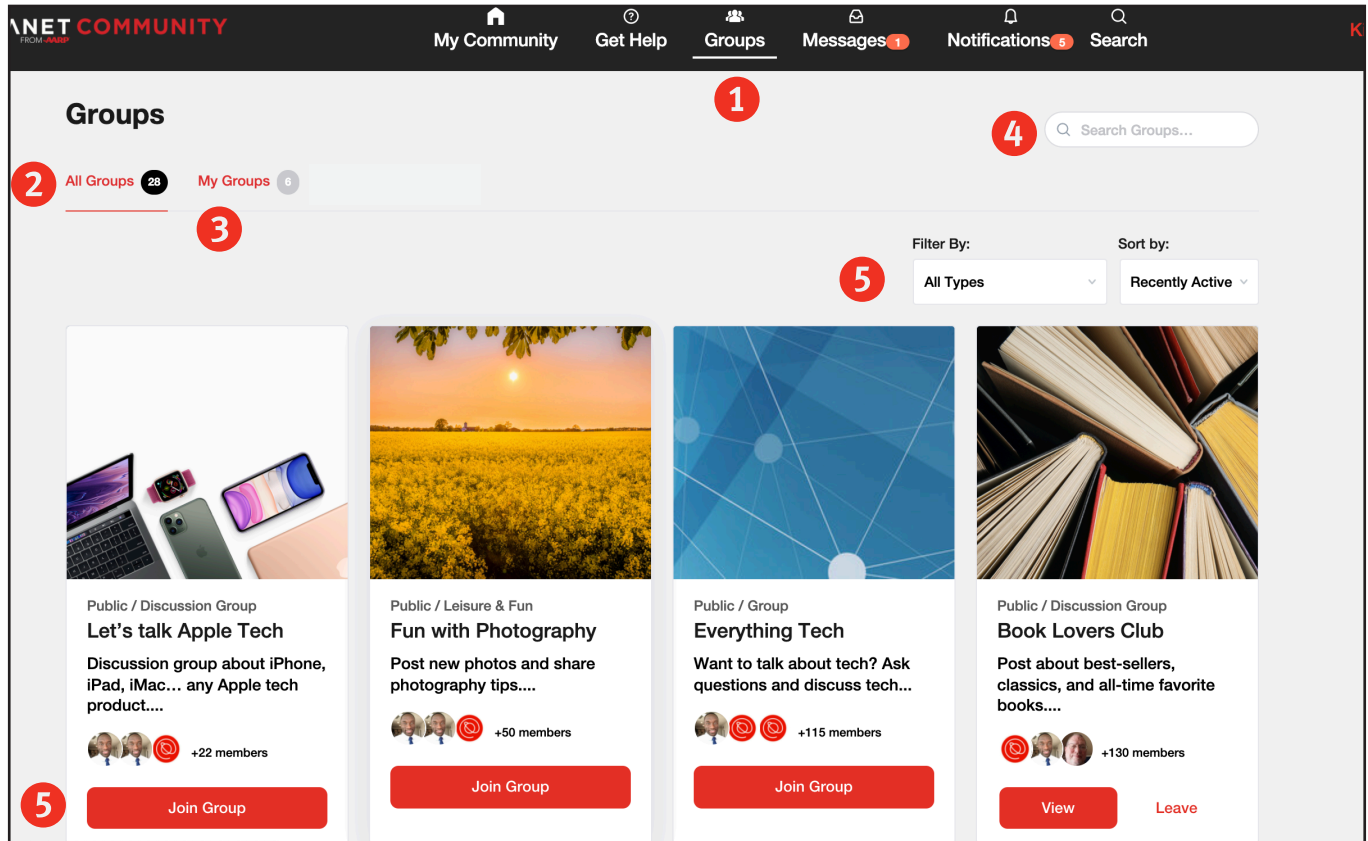 NET COMMUNITY
FROM AARP
My Community
Get Help
Groups
Messages 1
Notifications 5
Search
K
1
Groups
4
Search Groups...
2
All Groups 28
My Groups 6
3
Filter By:
Sort by:
5
All Types
Recently Active
Public / Discussion Group
Let's talk Apple Tech
Discussion group about iPhone,
iPad, iMac… any Apple tech
product....
+22 members
5
Join Group
Public / Leisure & Fun
Fun with Photography
Post new photos and share
photography tips....
+50 members
Join Group
Public / Group
Everything Tech
Want to talk about tech? Ask
questions and discuss tech...
+115 members
Join Group
Public / Discussion Group
Book Lovers Club
Post about best-sellers,
classics, and all-time favorite
books....
+130 members
View
Leave